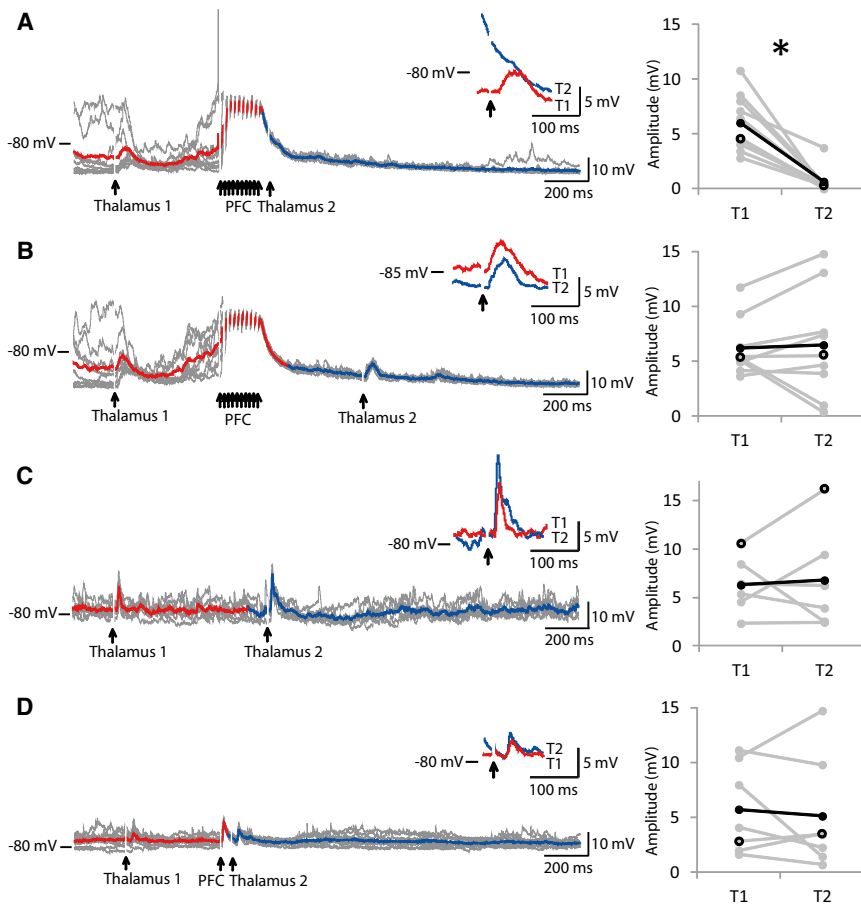 A
-80 mV
Thalamus 1
PFC
Thalamus 2
-80 mV
T2
T1
5 mV
100 ms
10 mV
200 ms
Amplitude (mV)
15
10
5
0
*
T1
T2
B
-80 mV
Thalamus 1
PFC
Thalamus 2
-85 mV
T1
T2
5 mV
100 ms
10 mV
200 ms
Amplitude (mV)
15
10
5
0
T1
T2
C
-80 mV
Thalamus 1
Thalamus 2
-80 mV
T1
T2
5 mV
100 ms
10 mV
200 ms
Amplitude (mV)
15
10
5
0
T1
T2
D
-80 mV
Thalamus 1
PFC
Thalamus 2
-80 mV
T2
T1
5 mV
100 ms
10 mV
200 ms
Amplitude (mV)
15
10
5
0
T1
T2